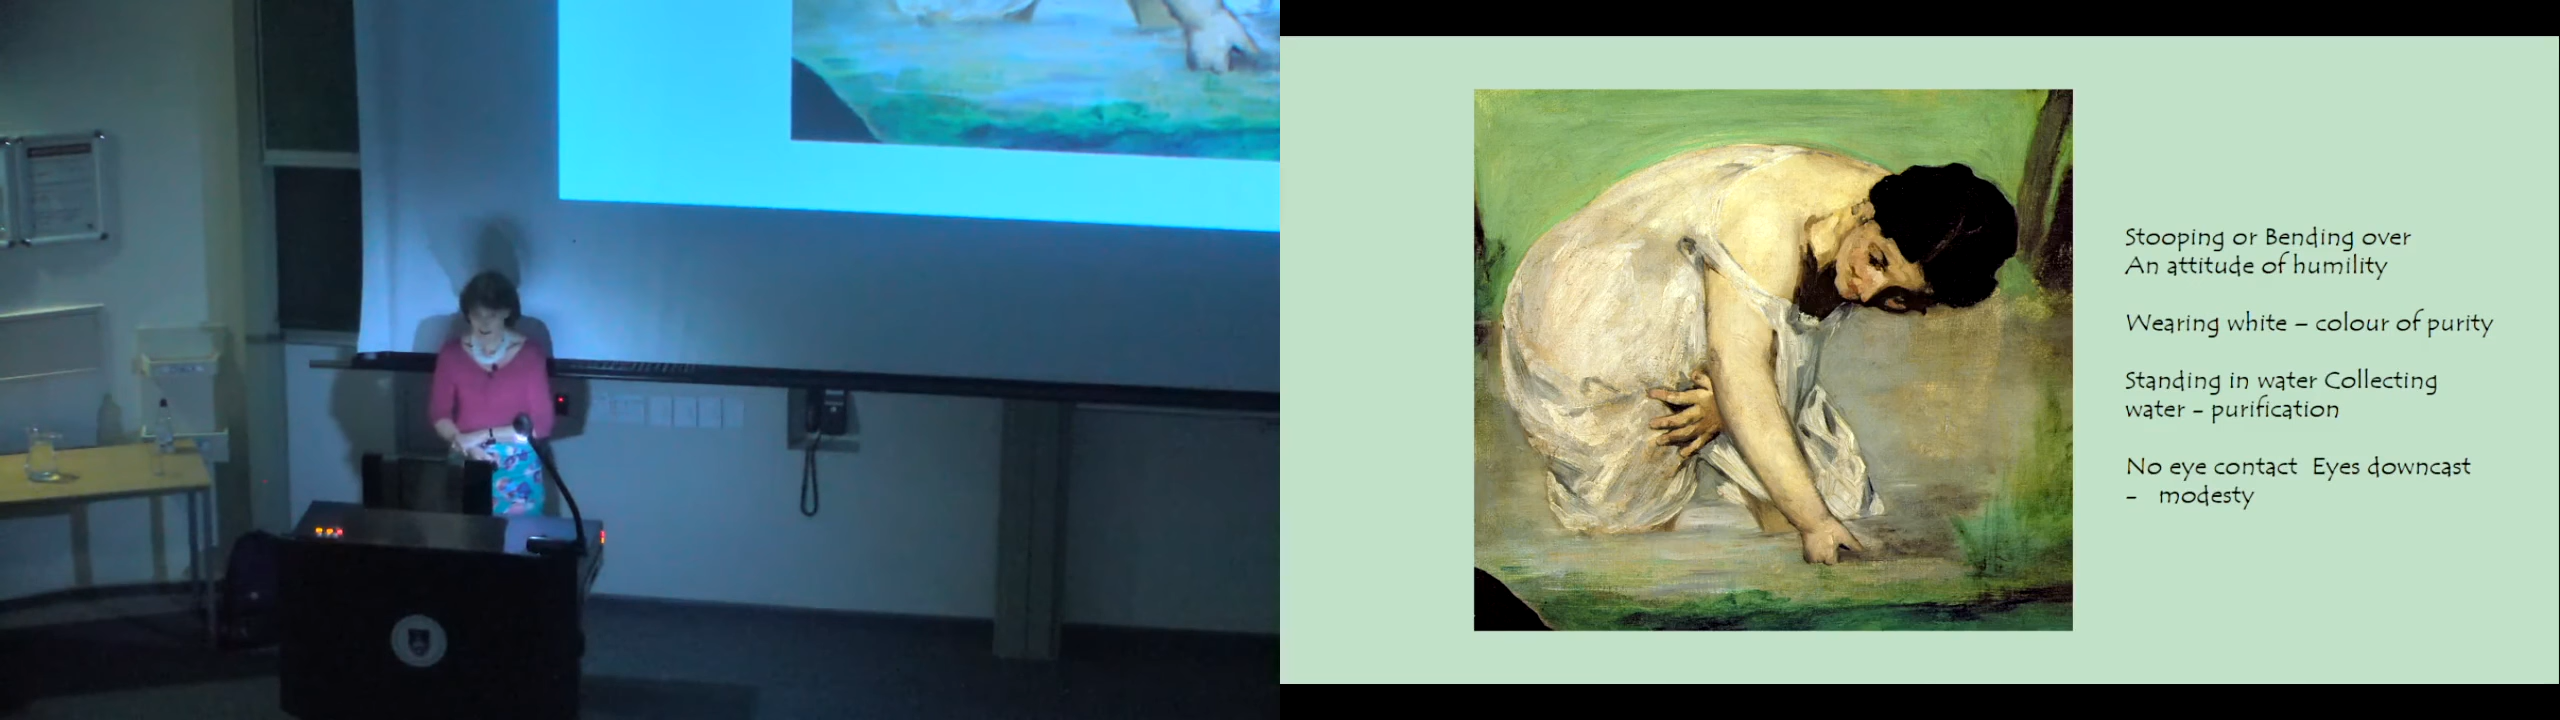 Stooping or Bending over
An attitude of humility
Wearing white – colour of purity
Standing in water Collecting
water - purification
No eye contact  Eyes downcast
-   modesty